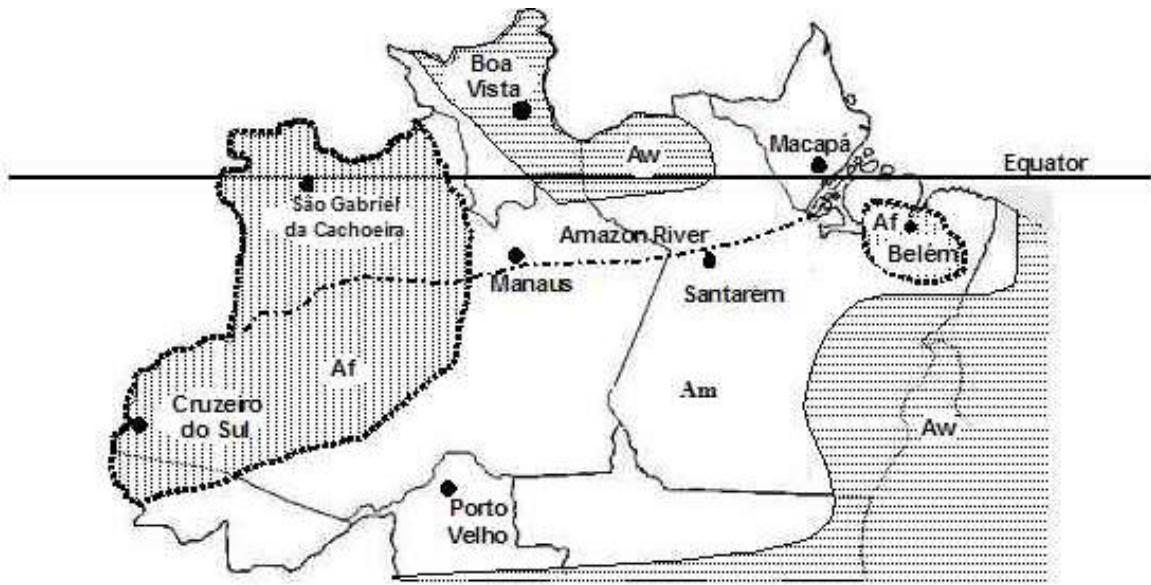 Boa
Vista
Aw
Macapá
Equator
São Gabriel
da Cachoeira
Amazon River
Af
Belém
Manaus
Santarém
Af
Am
Cruzeiro
do Sul
Aw
Porto
Velho